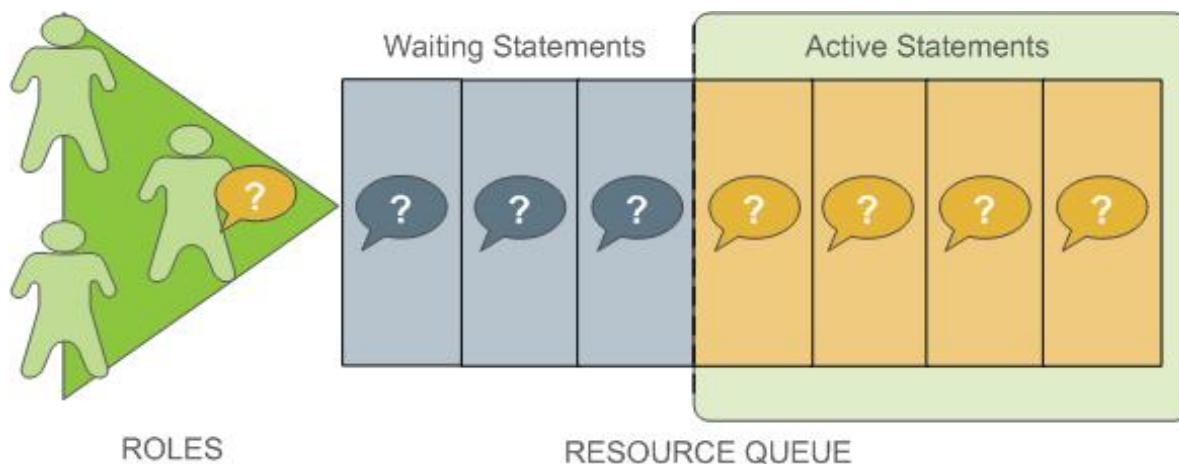 Waiting Statements
Active Statements
?
?
?
?
?
?
?
?
ROLES
RESOURCE QUEUE